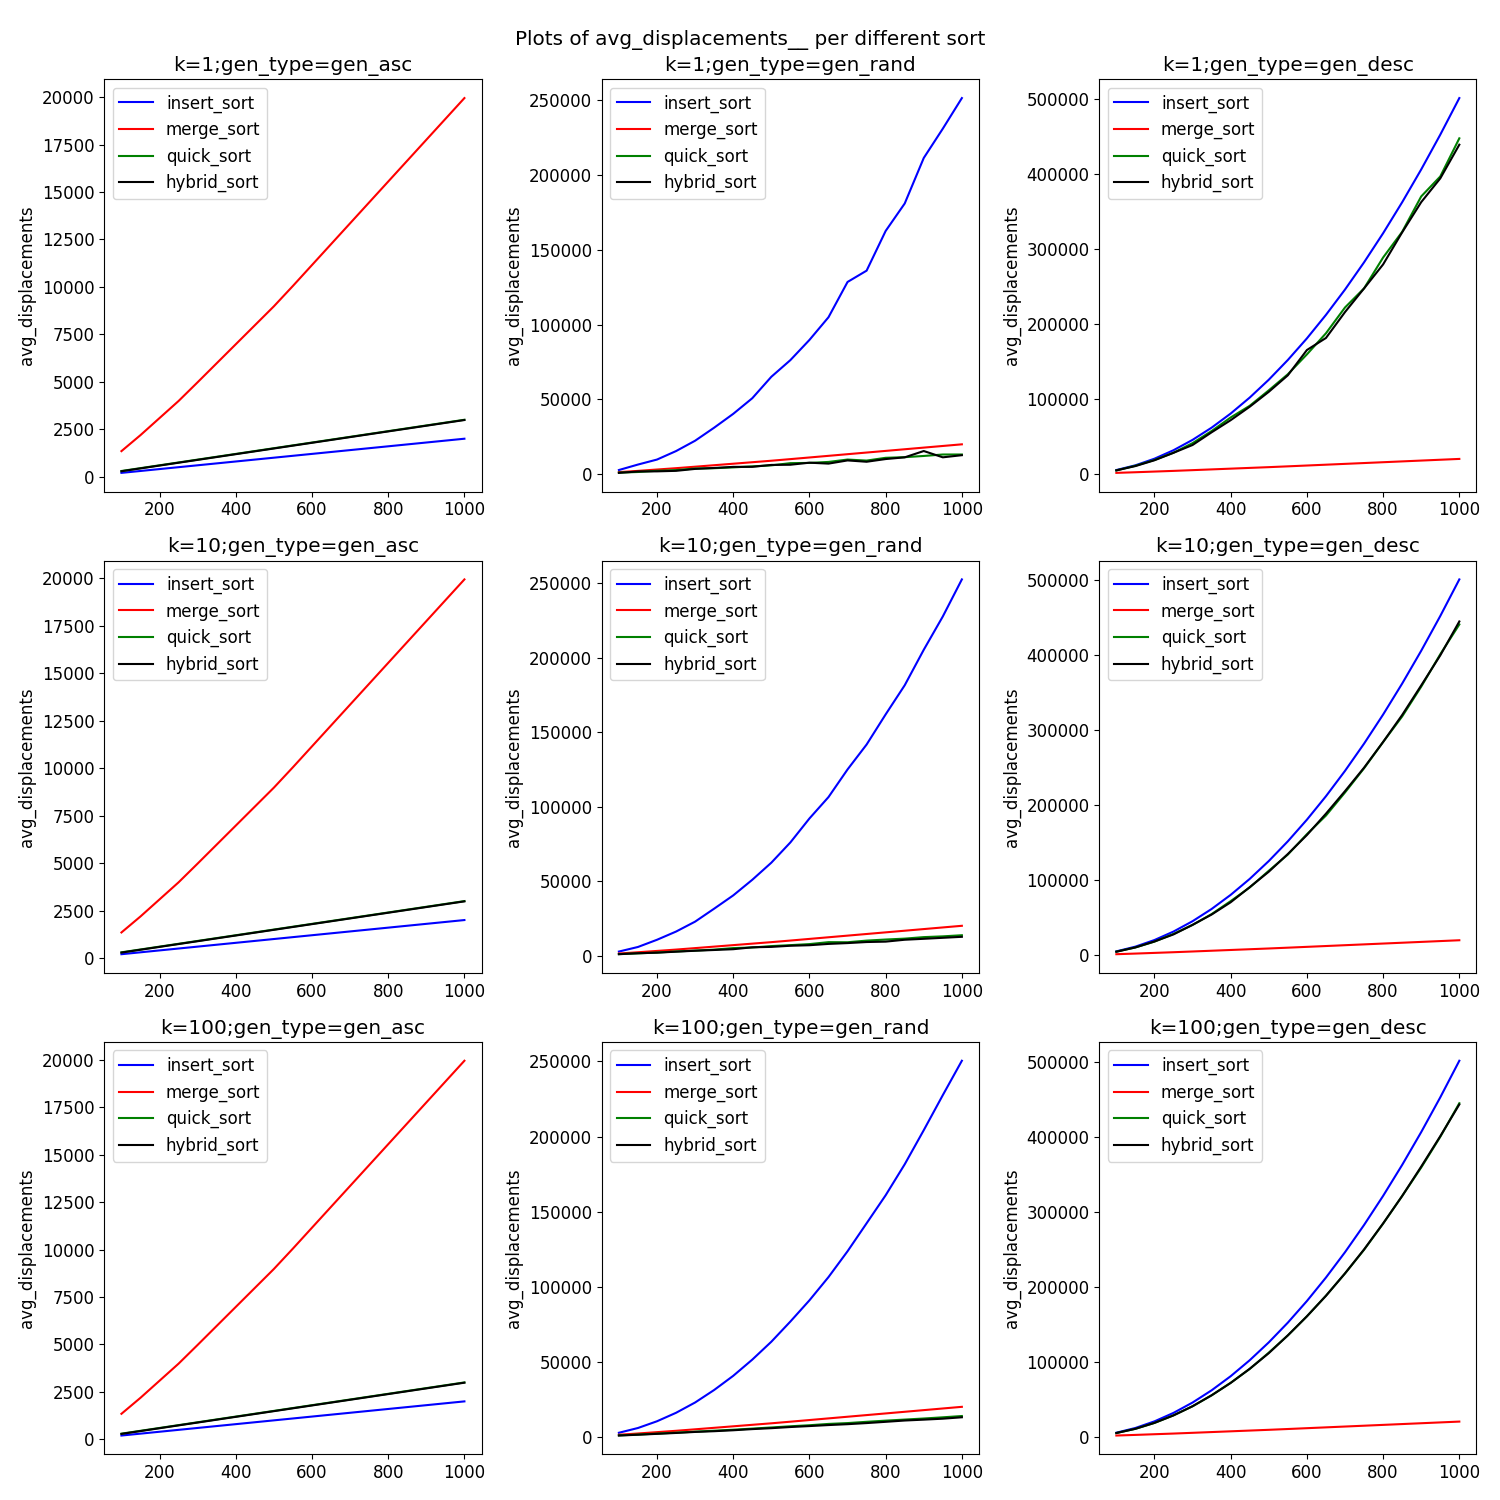 Plots of avg_displacements__ per different sort
k=1;gen_type=gen_asc
avg_displacements
20000
17500
15000
12500
10000
7500
5000
2500
0
insert_sort
merge_sort
quick_sort
hybrid_sort
200 400 600 800 1000
k=1;gen_type=gen_rand
avg_displacements
250000
200000
150000
100000
50000
0
insert_sort
merge_sort
quick_sort
hybrid_sort
200 400 600 800 1000
k=1;gen_type=gen_desc
avg_displacements
500000
400000
300000
200000
100000
0
insert_sort
merge_sort
quick_sort
hybrid_sort
200 400 600 800 1000
k=10;gen_type=gen_asc
avg_displacements
20000
17500
15000
12500
10000
7500
5000
2500
0
insert_sort
merge_sort
quick_sort
hybrid_sort
200 400 600 800 1000
k=10;gen_type=gen_rand
avg_displacements
250000
200000
150000
100000
50000
0
insert_sort
merge_sort
quick_sort
hybrid_sort
200 400 600 800 1000
k=10;gen_type=gen_desc
avg_displacements
500000
400000
300000
200000
100000
0
insert_sort
merge_sort
quick_sort
hybrid_sort
200 400 600 800 1000
k=100;gen_type=gen_asc
avg_displacements
20000
17500
15000
12500
10000
7500
5000
2500
0
insert_sort
merge_sort
quick_sort
hybrid_sort
200 400 600 800 1000
k=100;gen_type=gen_rand
avg_displacements
250000
200000
150000
100000
50000
0
insert_sort
merge_sort
quick_sort
hybrid_sort
200 400 600 800 1000
k=100;gen_type=gen_desc
avg_displacements
500000
400000
300000
200000
100000
0
insert_sort
merge_sort
quick_sort
hybrid_sort
200 400 600 800 1000